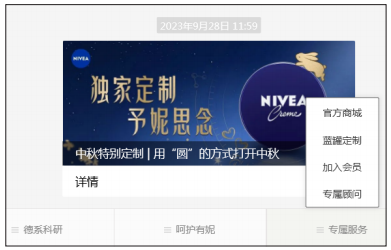 2023年9月28日 11:59
NIVEA
独家定制
予妮思念
NIVEA
Creme
中秋特别定制 | 用“圆”的方式打开中秋
详情
官方商城
蓝罐定制
加入会员
专属顾问
德系科研
呵护有妮
专属服务